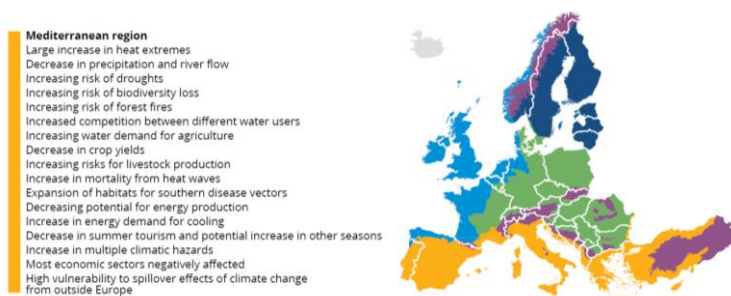 Mediterranean region
Large increase in heat extremes
Decrease in precipitation and river flow
Increasing risk of droughts
Increasing risk of biodiversity loss
Increasing risk of forest fires
Increased competition between different water users
Increasing water demand for agriculture
Decrease in crop yields
Increasing risks for livestock production
Increase in mortality from heat waves
Expansion of habitats for southern disease vectors
Decreasing potential for energy production
Increase in energy demand for cooling
Decrease in summer tourism and potential increase in other seasons
Increase in multiple climatic hazards
Most economic sectors negatively affected
High vulnerability to spillover effects of climate change
from outside Europe